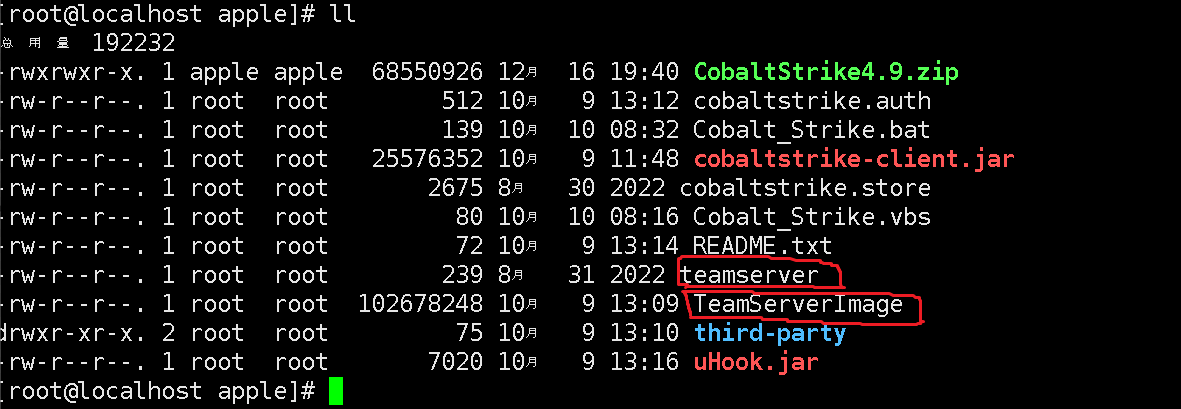 [root@localhost apple]# ll
总用量 192232
-rwxrwxr-x. 1 apple apple  68550926 12月  16 19:40 CobaltStrike4.9.zip
-rw-r--r--. 1 root  root        512 10月   9 13:12 cobaltstrike.auth
-rw-r--r--. 1 root  root        139 10月  10 08:32 Cobalt_Strike.bat
-rw-r--r--. 1 root  root   25576352 10月   9 11:48 cobaltstrike-client.jar
-rw-r--r--. 1 root  root       2675 8月   30 2022 cobaltstrike.store
-rw-r--r--. 1 root  root         80 10月  10 08:16 Cobalt_Strike.vbs
-rw-r--r--. 1 root  root         72 10月   9 13:14 README.txt
-rw-r--r--. 1 root  root        239 8月   31 2022 teamserver
-rw-r--r--. 1 root  root  102678248 10月   9 13:09 TeamServerImage
drwxr-xr-x. 2 root  root         75 10月   9 13:10 third-party
-rw-r--r--. 1 root  root       7020 10月   9 13:16 uHook.jar
[root@localhost apple]#